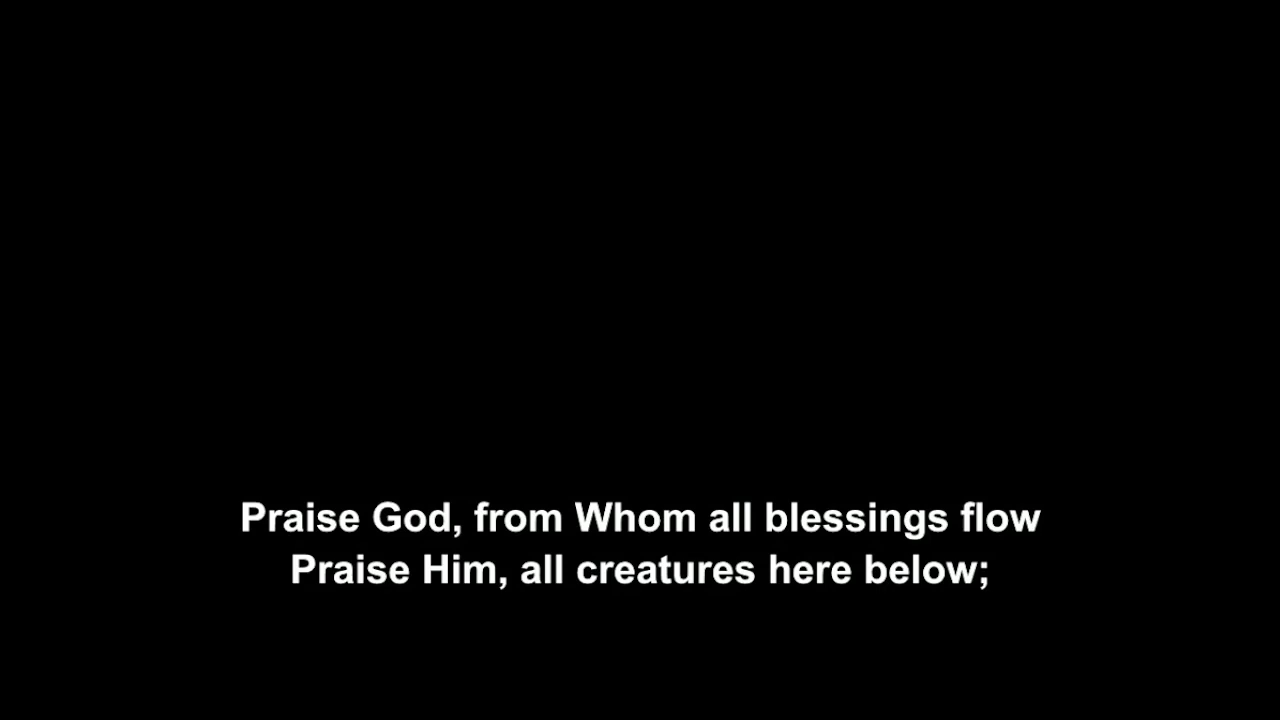 Praise God, from Whom all blessings flow
Praise Him, all creatures here below;